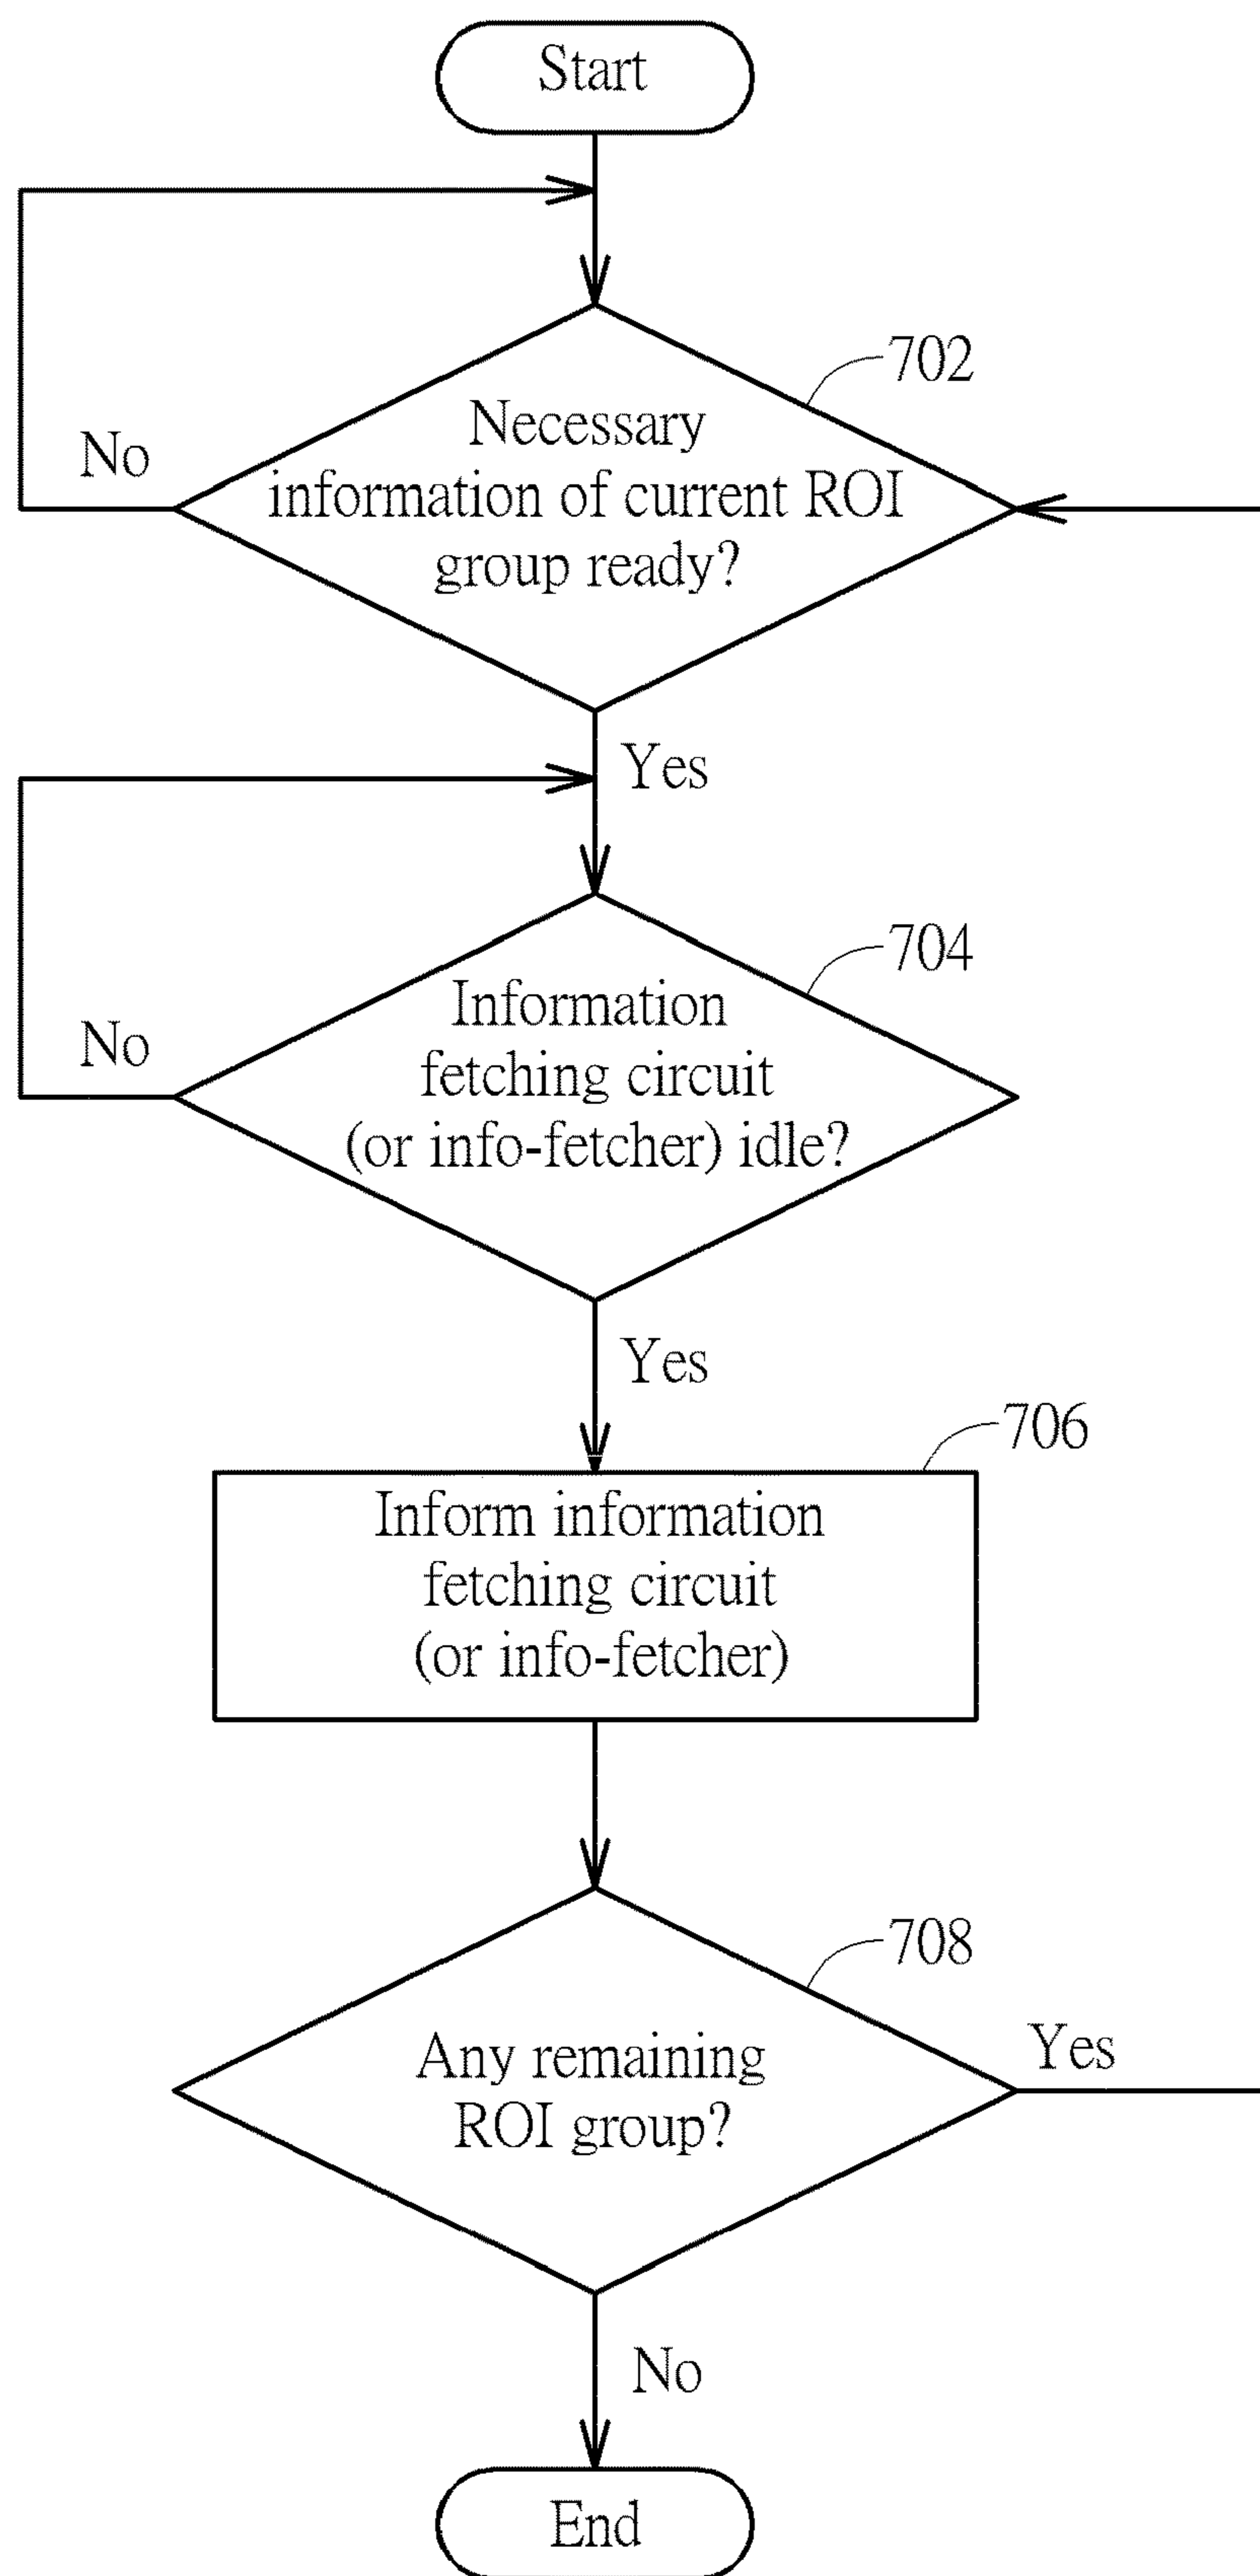 Start
702
Necessary
information of current ROI
group ready?
No
Yes
704
Information
fetching circuit
(or info-fetcher) idle?
No
Yes
706
Inform information
fetching circuit
(or info-fetcher)
708
Any remaining
ROI group?
Yes
No
End